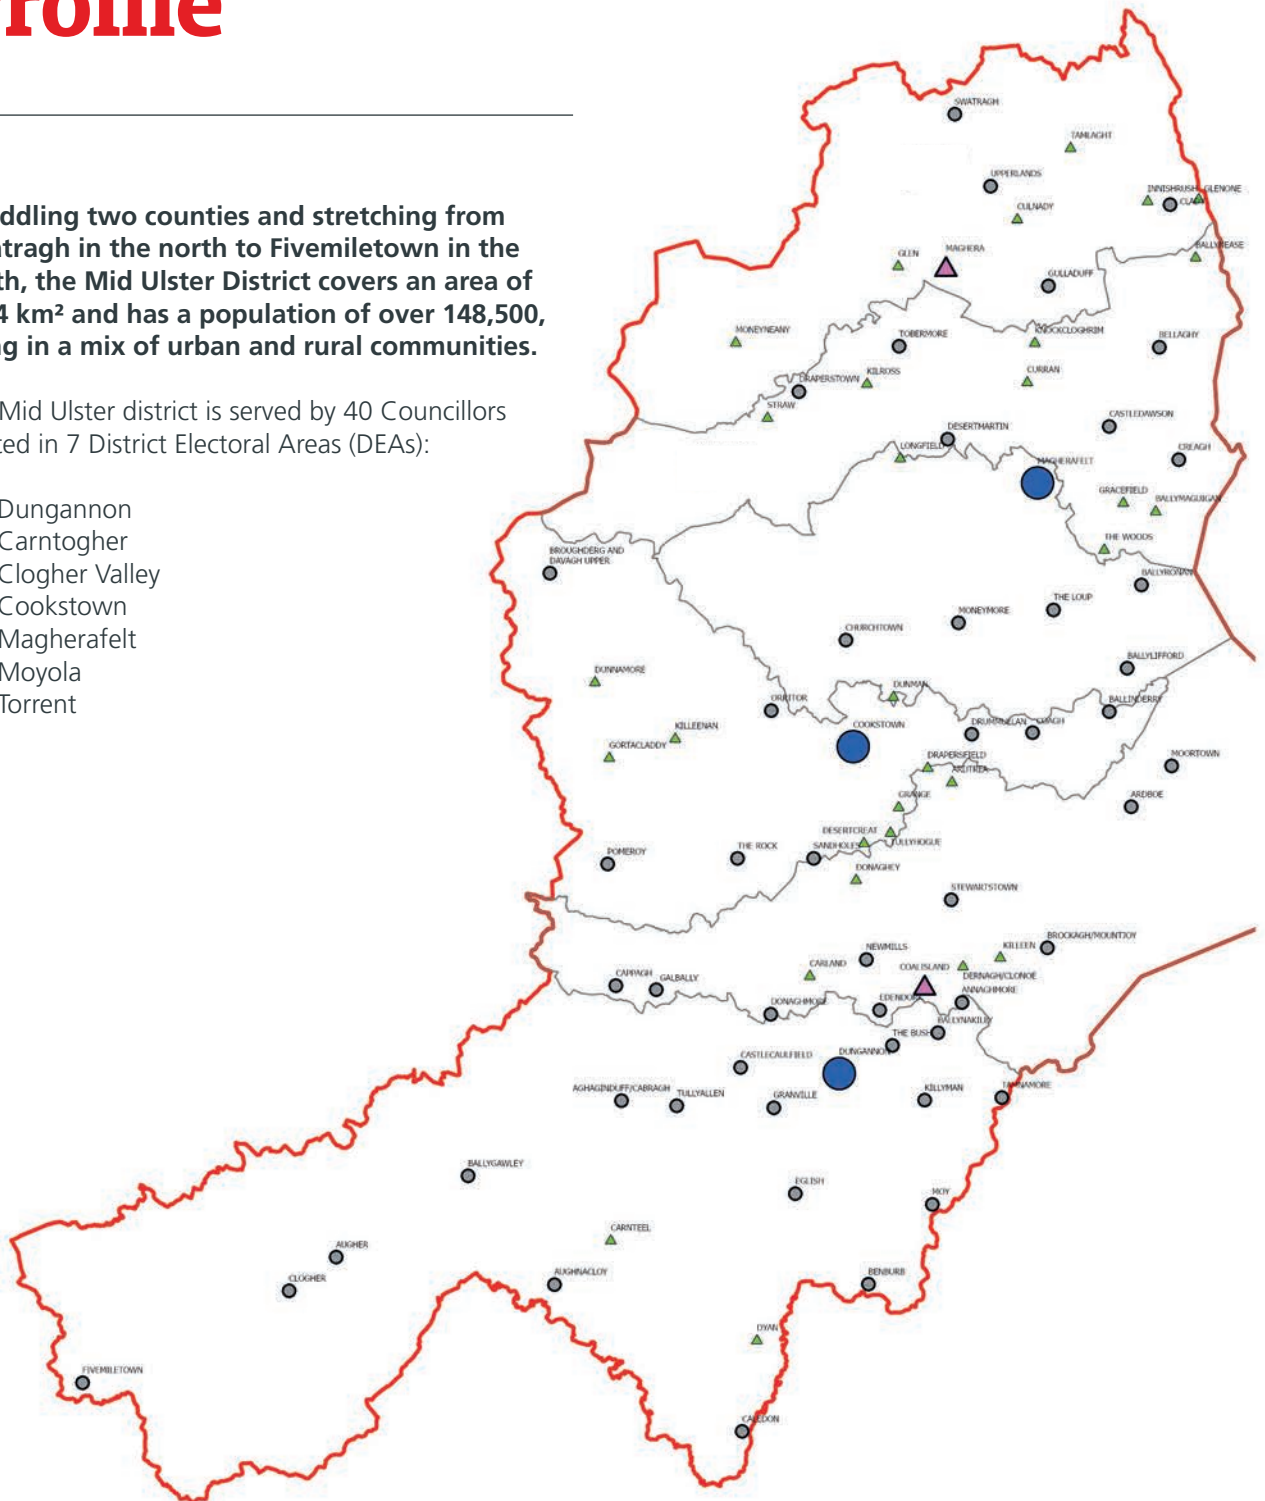 rofile
ddling two counties and stretching from
atragh in the north to Fivemiletown in the
th, the Mid Ulster District covers an area of
4 km² and has a population of over 148,500,
g in a mix of urban and rural communities.
Mid Ulster district is served by 40 Councillors
ted in 7 District Electoral Areas (DEAs):
Dungannon
Carntogher
Clogher Valley
Cookstown
Magherafelt
Moyola
Torrent
SWATRAGH
TAMLAGHT
UPPERLANDS
INNISHRUSH
GLENONE
CULNADY
BALLYNEASE
GLEN
MAGHERA
GULLADUFF
MONEYNEANY
TOBERMORE
KNOCKCLOGHRIM
BELLAGHY
DRAPERSTOWN
KILROSS
CURRAN
STRAW
CASTLEDAWSON
DESERTMARTIN
LONGFIELD
CREAGH
MAGHERAFELT
GRACEFIELD
BALLYMAGUIGAN
THE WOODS
BROUGHDERG AND
DAVAGH UPPER
BALLYRONAN
THE LOUP
MONEYMORE
CHURCHTOWN
BALLYLIFFORD
DUNNAMORE
DUNMAN
ORRITOR
BALLINDERRY
KILLEENAN
COOKSTOWN
DRUMMULLAN
COAGH
GORTACLADDY
DRAPERSFIELD
MOORTOWN
ARDTREA
GRANGE
ARDBOE
DESERTCREAT
TULLYHOGUE
POMEROY
THE ROCK
SANDHOLES
DONAGHEY
STEWARTSTOWN
BROCKAGH/MOUNTJOY
NEWMILLS
KILLEEN
CARLAND
COALISLAND
DERNAGH/CLONOE
CAPPAGH
GALBALLY
ANNAGHMORE
DONAGHMORE
EDENDORK
BALLYNAKILLY
THE BUSH
CASTLECAULFIELD
DUNGANNON
AGHAGINDUFF/CABRAGH
TULLYALLEN
GRANVILLE
KILLYMAN
TAMNAMORE
BALLYGAWLEY
EGLISH
MOY
CARNTEEL
AUGHER
CLOGHER
AUGHNACLOY
BENBURB
DYAN
FIVEMILETOWN
CALEDON